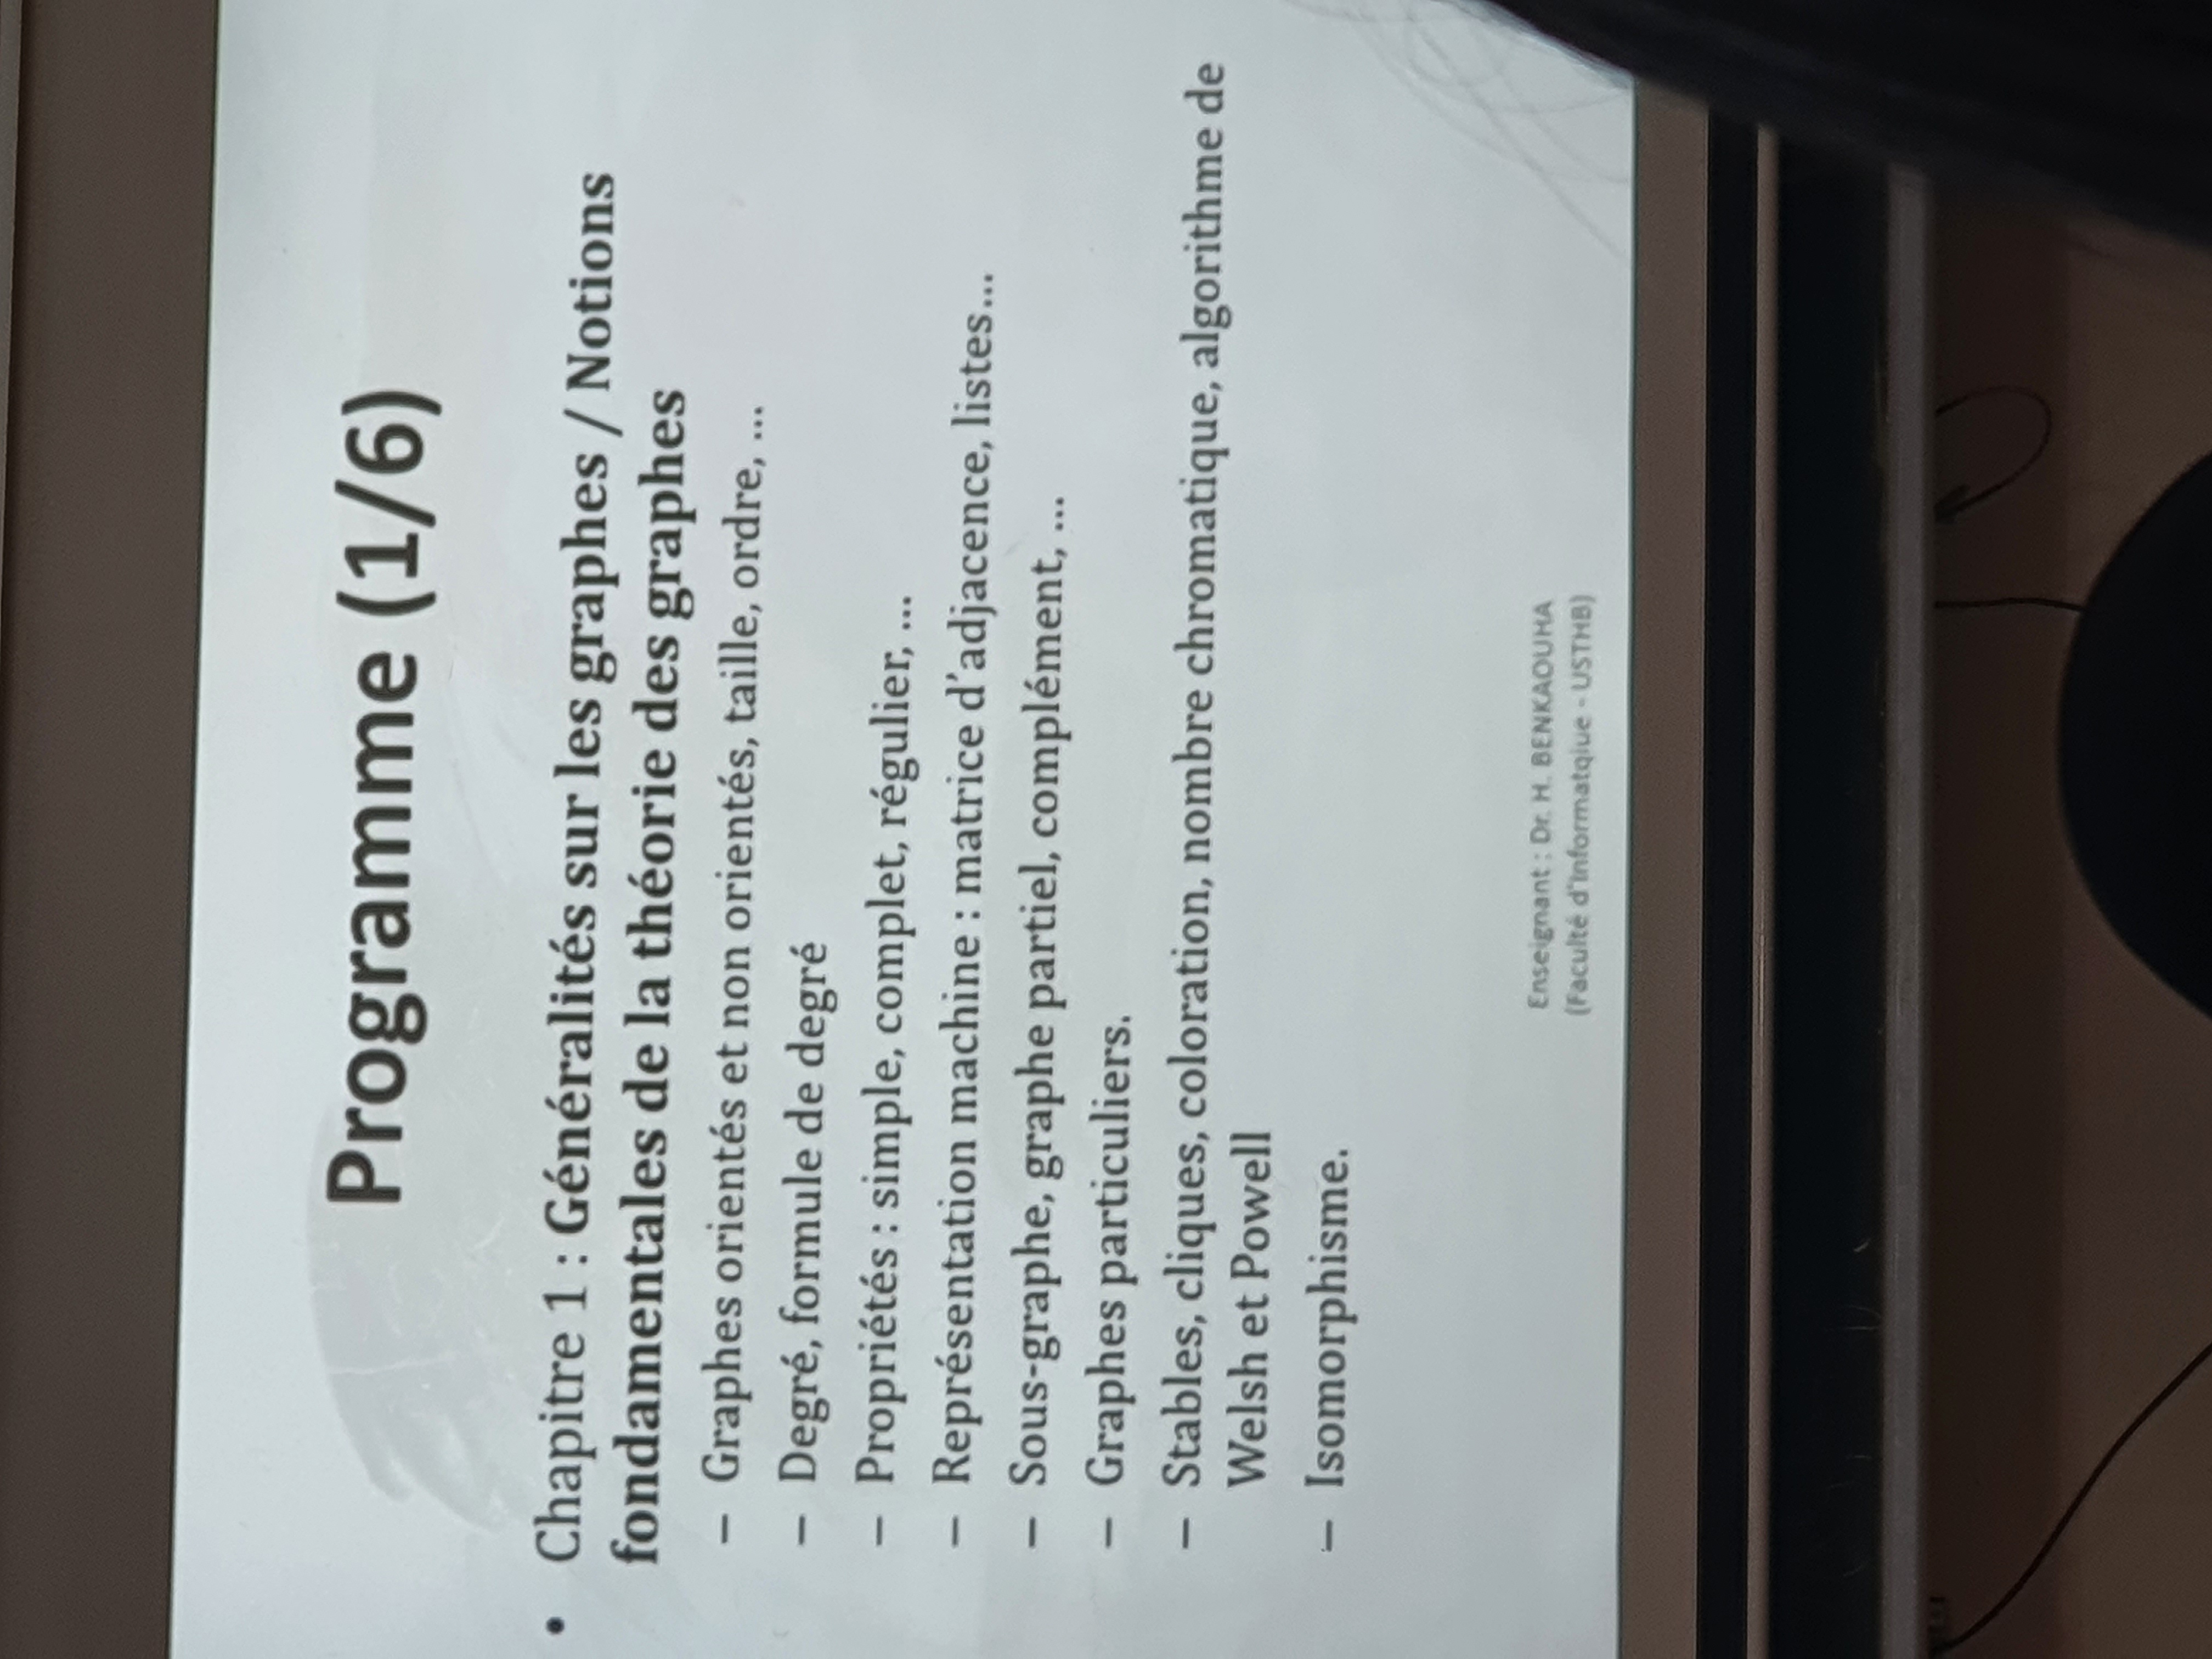 Programme (1/6)
• Chapitre 1 : Généralités sur les graphes / Notions
fondamentales de la théorie des graphes
– Graphes orientés et non orientés, taille, ordre, ...
– Degré, formule de degré
– Propriétés : simple, complet, régulier, ...
– Représentation machine : matrice d’adjacence, listes...
– Sous-graphe, graphe partiel, complément, ...
– Graphes particuliers.
– Stables, cliques, coloration, nombre chromatique, algorithme de
Welsh et Powell
– Isomorphisme.
Enseignant : Dr. H. BENKAOUHA
(Faculté d'Informatqiue - USTHB)